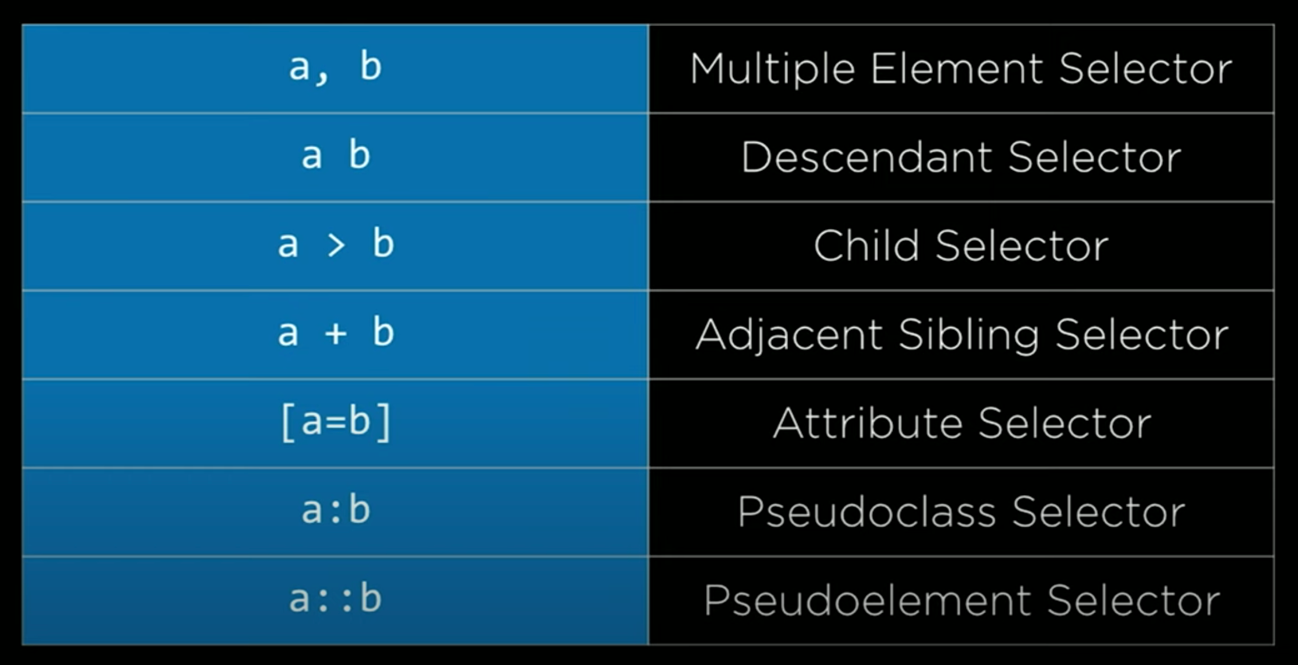 a, b Multiple Element Selector
a b Descendant Selector
a > b Child Selector
a + b Adjacent Sibling Selector
[a=b] Attribute Selector
a:b Pseudoclass Selector
a::b Pseudoelement Selector